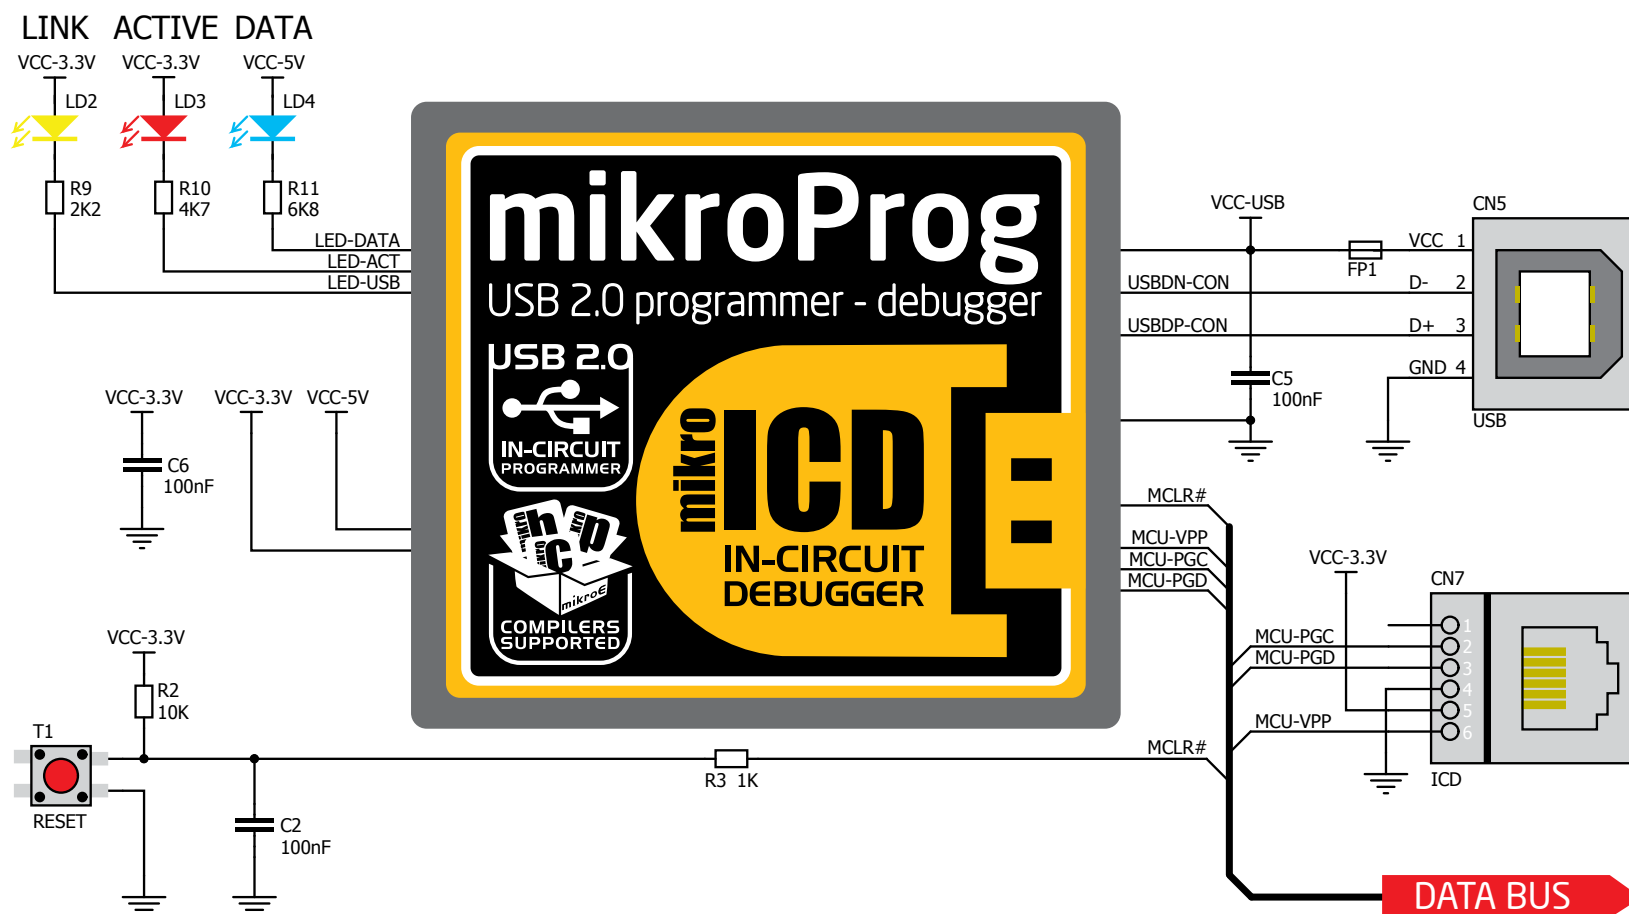 LINK ACTIVE DATA
VCC-3.3V VCC-3.3V VCC-5V
LD2 LD3 LD4
R9 2K2
R10 4K7
R11 6K8
LED-DATA
LED-ACT
LED-USB
mikroProg
USB 2.0 programmer - debugger
USB 2.0
IN-CIRCUIT
PROGRAMMER
mikro
ICD
IN-CIRCUIT
DEBUGGER
mikro
h
mikro
c
mikro
p
mikroE
COMPILERS
SUPPORTED
VCC-3.3V VCC-3.3V VCC-5V
C6
100nF
VCC-3.3V
R2
10K
T1
RESET
C2
100nF
R3 1K
MCLR#
VCC-USB
CN5
VCC 1
FP1
USBDN-CON D- 2
USBDP-CON D+ 3
GND 4
C5
100nF
USB
MCLR#
MCU-VPP
MCU-PGC
MCU-PGD
VCC-3.3V
CN7
1
MCU-PGC 2
MCU-PGD 3
4
5
MCU-VPP 6
ICD
DATA BUS